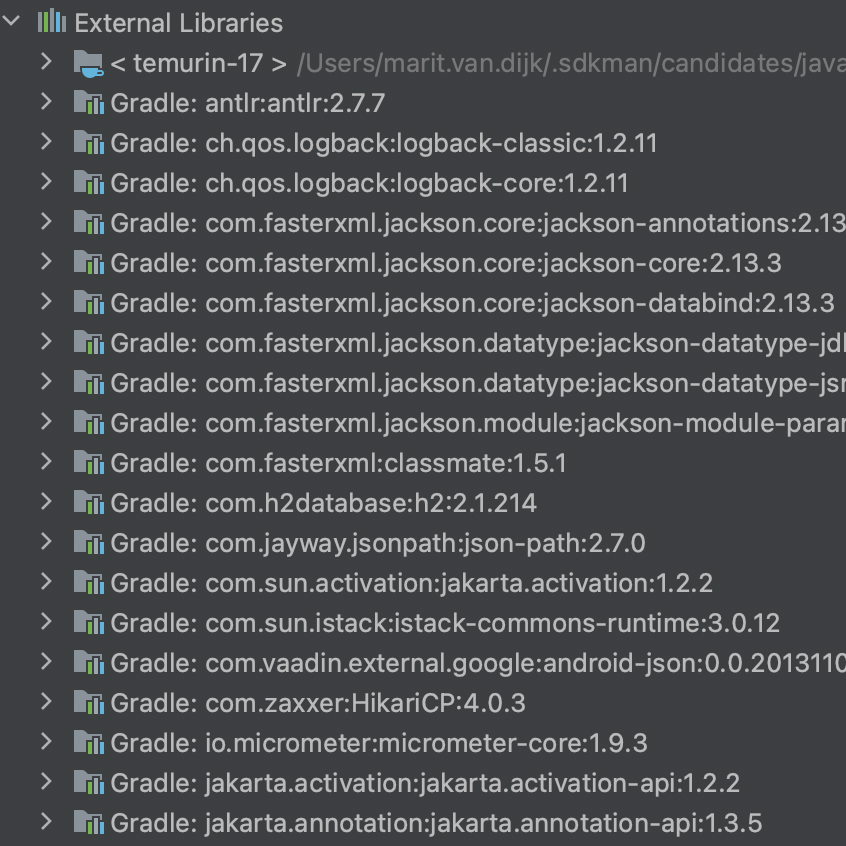 External Libraries
< temurin-17 > /Users/marit.van.dijk/.sdkman/candidates/java
Gradle: antlr:antlr:2.7.7
Gradle: ch.qos.logback:logback-classic:1.2.11
Gradle: ch.qos.logback:logback-core:1.2.11
Gradle: com.fasterxml.jackson.core:jackson-annotations:2.13
Gradle: com.fasterxml.jackson.core:jackson-core:2.13.3
Gradle: com.fasterxml.jackson.core:jackson-databind:2.13.3
Gradle: com.fasterxml.jackson.datatype:jackson-datatype-jd
Gradle: com.fasterxml.jackson.datatype:jackson-datatype-jsr
Gradle: com.fasterxml.jackson.module:jackson-module-param
Gradle: com.fasterxml:classmate:1.5.1
Gradle: com.h2database:h2:2.1.214
Gradle: com.jayway.jsonpath:json-path:2.7.0
Gradle: com.sun.activation:jakarta.activation:1.2.2
Gradle: com.sun.istack:istack-commons-runtime:3.0.12
Gradle: com.vaadin.external.google:android-json:0.0.2013110
Gradle: com.zaxxer:HikariCP:4.0.3
Gradle: io.micrometer:micrometer-core:1.9.3
Gradle: jakarta.activation:jakarta.activation-api:1.2.2
Gradle: jakarta.annotation:jakarta.annotation-api:1.3.5